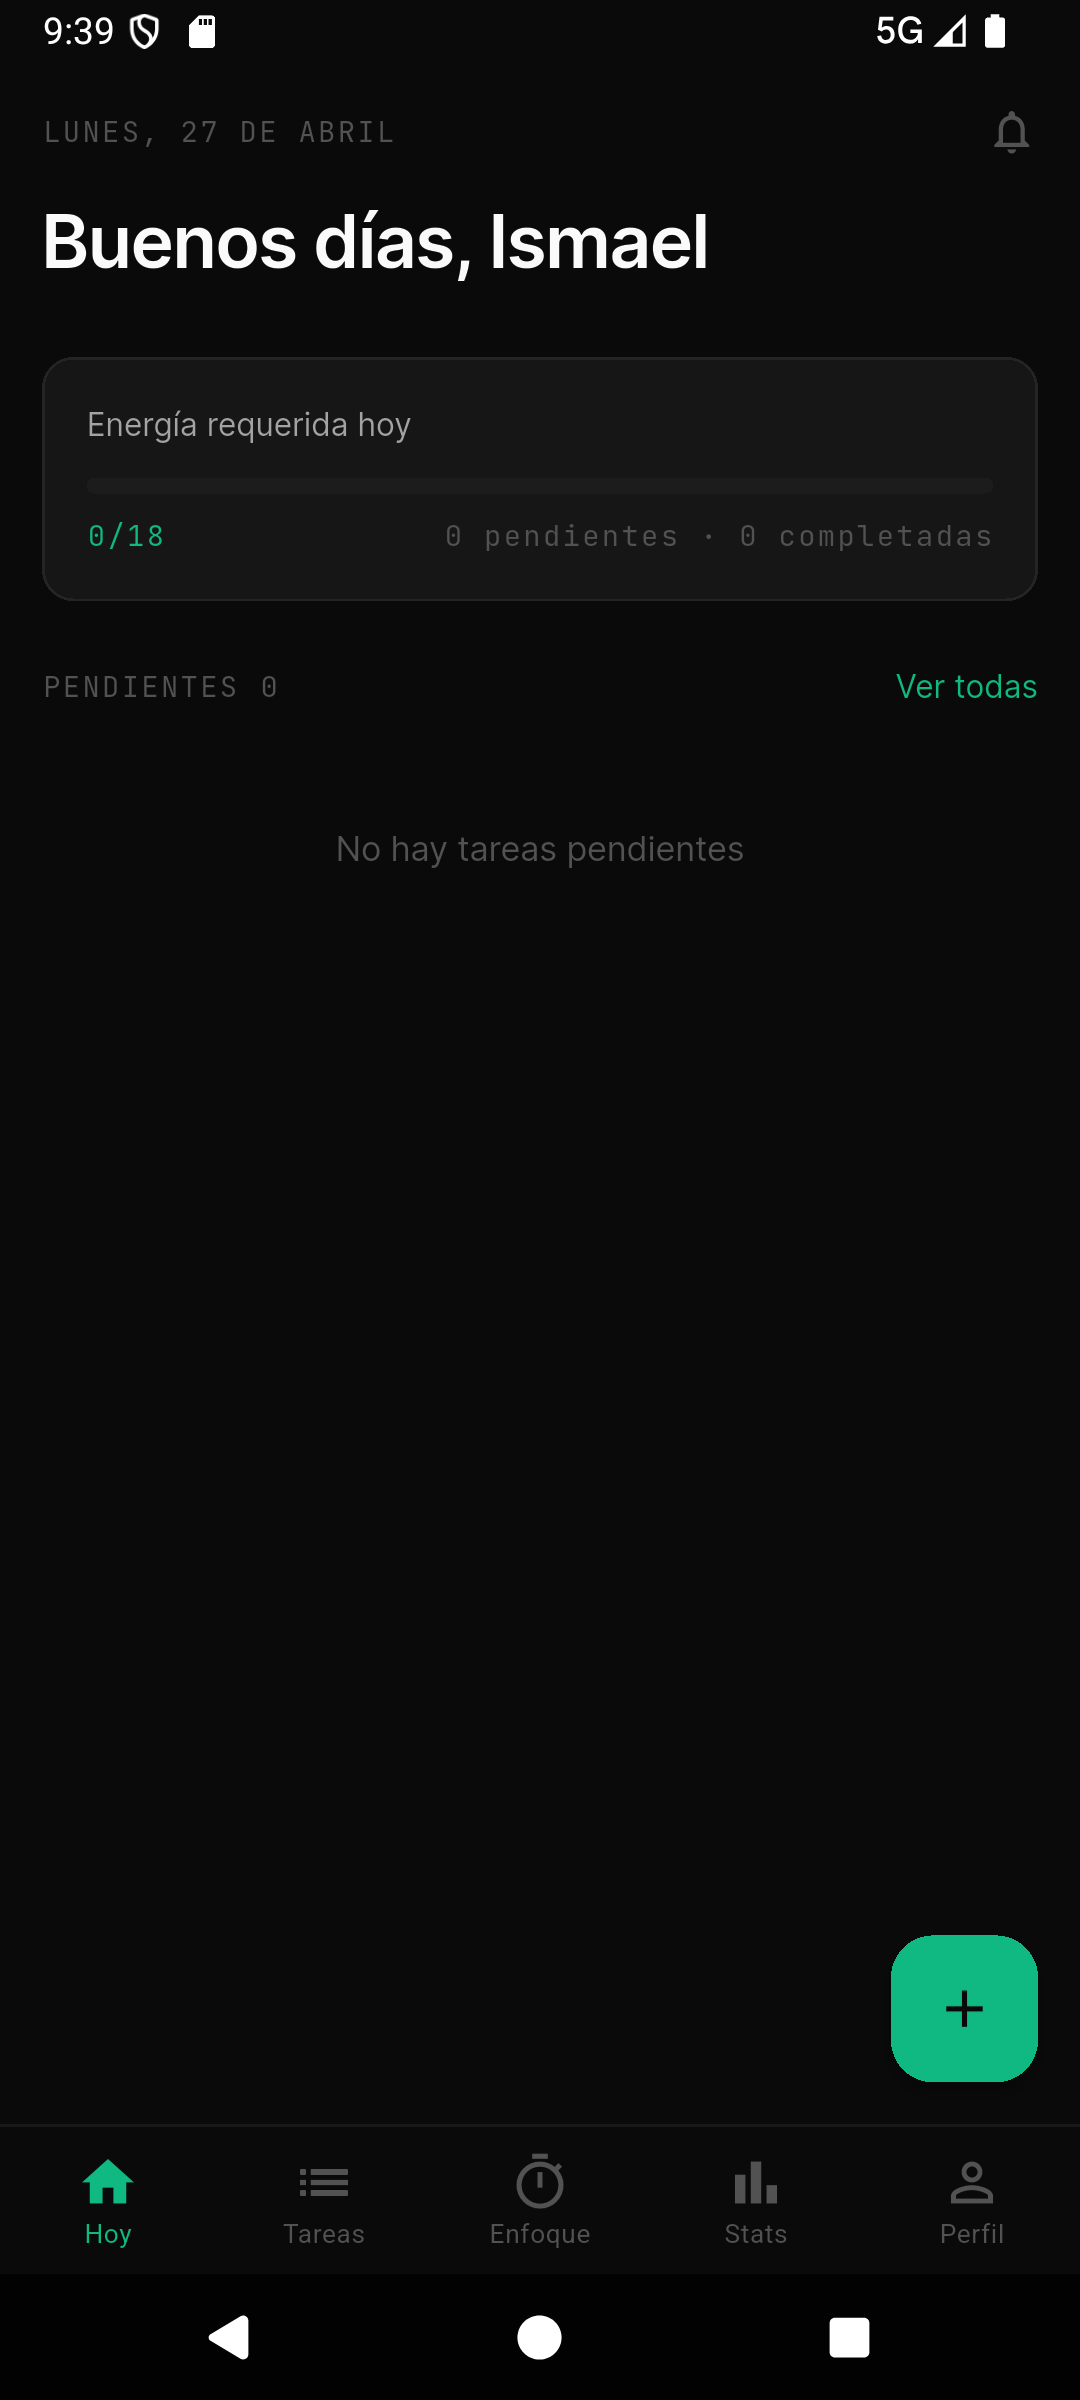 9:39
5G
LUNES, 27 DE ABRIL
Buenos días, Ismael
Energía requerida hoy
0/18
0 pendientes · 0 completadas
PENDIENTES 0
Ver todas
No hay tareas pendientes
+
Hoy
Tareas
Enfoque
Stats
Perfil